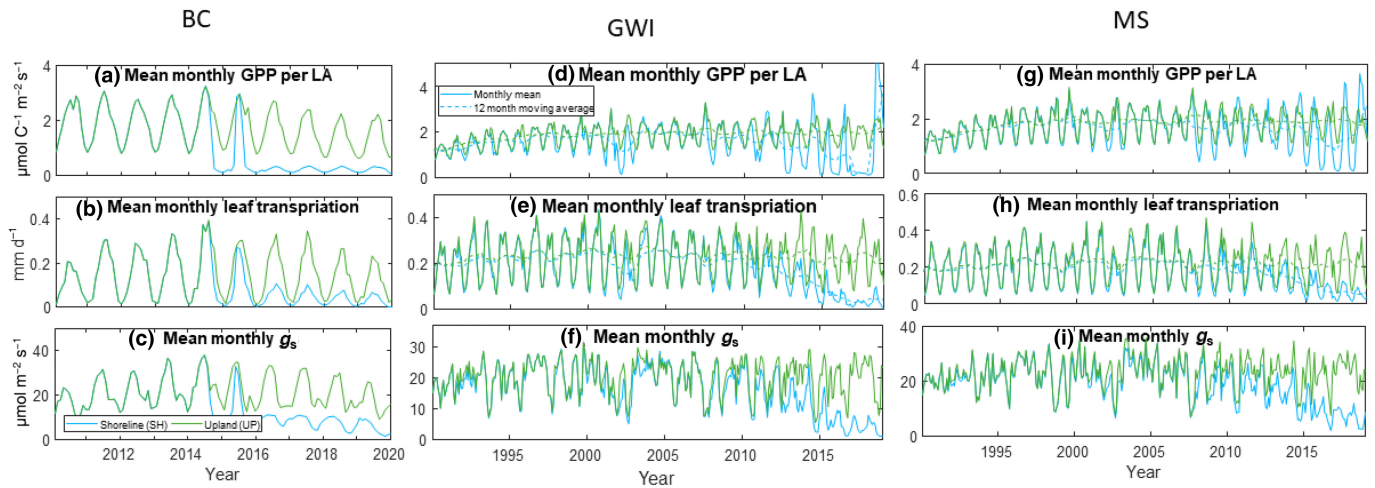 BC
GWI
MS
(a) Mean monthly GPP per LA
(d) Mean monthly GPP per LA
(g) Mean monthly GPP per LA
µmol C⁻¹ m⁻² s⁻¹
4
2
0
Monthly mean
12 month moving average
4
2
0
4
2
0
(b) Mean monthly leaf transpriation
(e) Mean monthly leaf transpriation
(h) Mean monthly leaf transpriation
mm d⁻¹
0.4
0.2
0
0.4
0.2
0
0.6
0.4
0.2
0
(c) Mean monthly gs
(f) Mean monthly gs
(i) Mean monthly gs
µmol m⁻² s⁻¹
40
20
0
Shoreline (SH) Upland (UP)
30
20
10
0
40
20
0
2012 2014 2016 2018 2020
1995 2000 2005 2010 2015
1995 2000 2005 2010 2015
Year
Year
Year